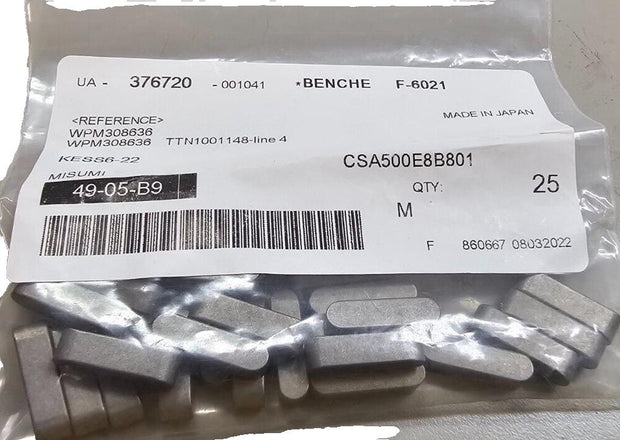 UA - 376720 - 001041 *BENCHE F-6021
<REFERENCE> MADE IN JAPAN
WPM308636
WPM308636 TTN1001148-line 4
KESS6-22 CSA500E8B801
MISUMI
49-05-B9 QTY: 25
M
F 860667 08032022